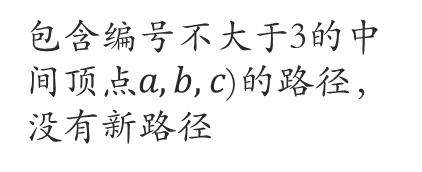 包含编号不大于3的中
间顶点a, b, c)的路径，
没有新路径